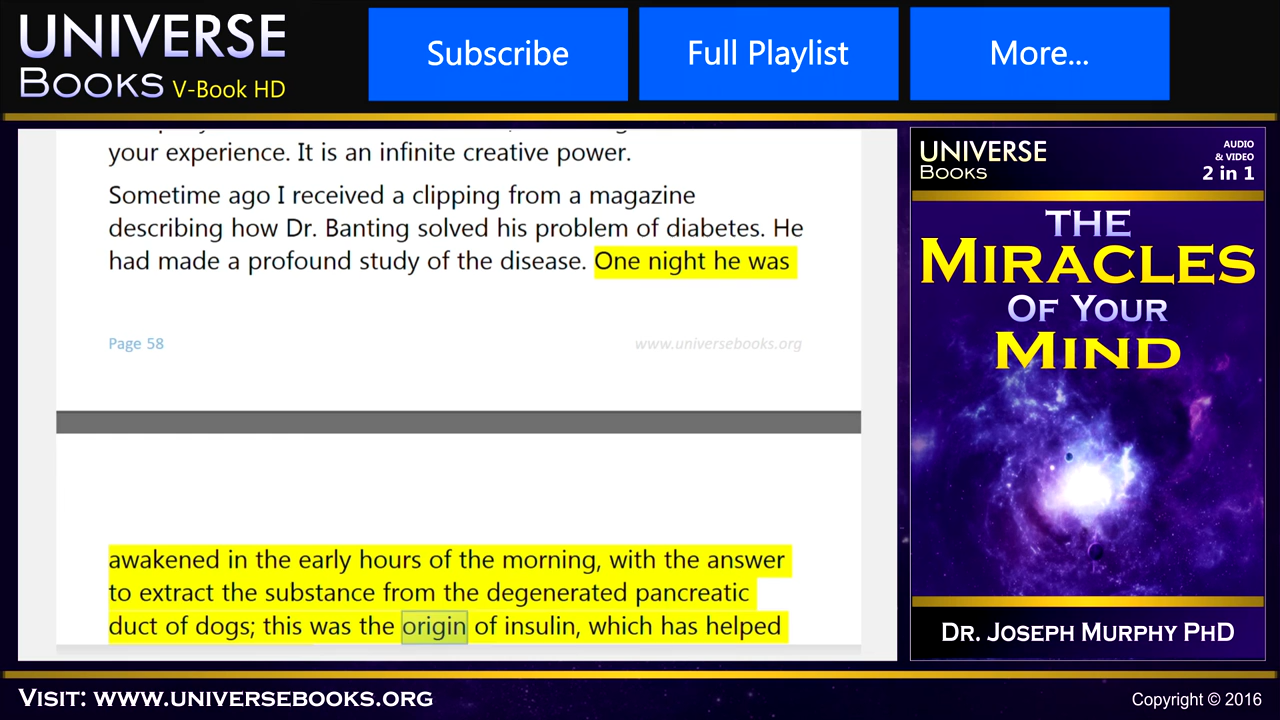 UNIVERSE
BOOKS V-Book HD
Subscribe
Full Playlist
More...
your experience. It is an infinite creative power.
Sometime ago I received a clipping from a magazine
describing how Dr. Banting solved his problem of diabetes. He
had made a profound study of the disease. One night he was
Page 58
www.universebooks.org
awakened in the early hours of the morning, with the answer
to extract the substance from the degenerated pancreatic
duct of dogs; this was the origin of insulin, which has helped
UNIVERSE
BOOKS
AUDIO
& VIDEO
2 in 1
THE
MIRACLES
OF YOUR
MIND
DR. JOSEPH MURPHY PHD
VISIT: WWW.UNIVERSEBOOKS.ORG
Copyright © 2016